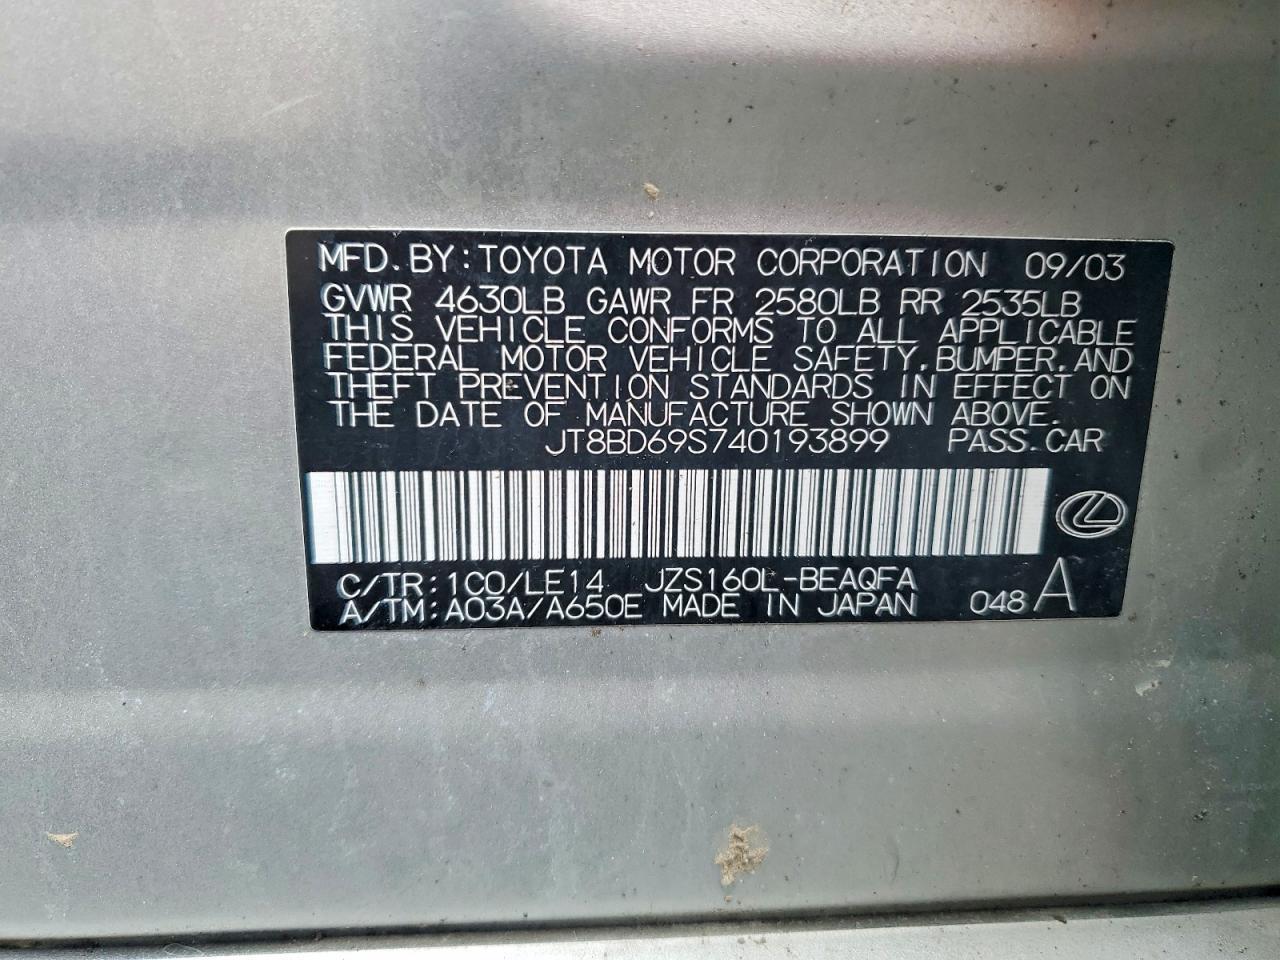 MFD. BY: TOYOTA MOTOR CORPORATION 09/03
GVWR 4630LB GAWR FR 2580LB RR 2535LB
THIS VEHICLE CONFORMS TO ALL APPLICABLE
FEDERAL MOTOR VEHICLE SAFETY, BUMPER, AND
THEFT PREVENTION STANDARDS IN EFFECT ON
THE DATE OF MANUFACTURE SHOWN ABOVE.
JT8BD69S740193899 PASS. CAR
C/TR: 1C0/LE14 JZS160L-BEAQFA
A/TM: A03A/A650E MADE IN JAPAN 048 A